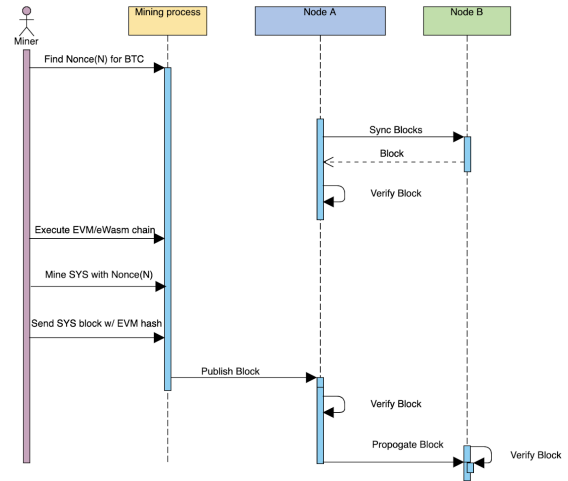 Mining process
Node A
Node B
Miner
Find Nonce(N) for BTC
Sync Blocks
Block
Verify Block
Execute EVM/eWasm chain
Mine SYS with Nonce(N)
Send SYS block w/ EVM hash
Publish Block
Verify Block
Propogate Block
Verify Block